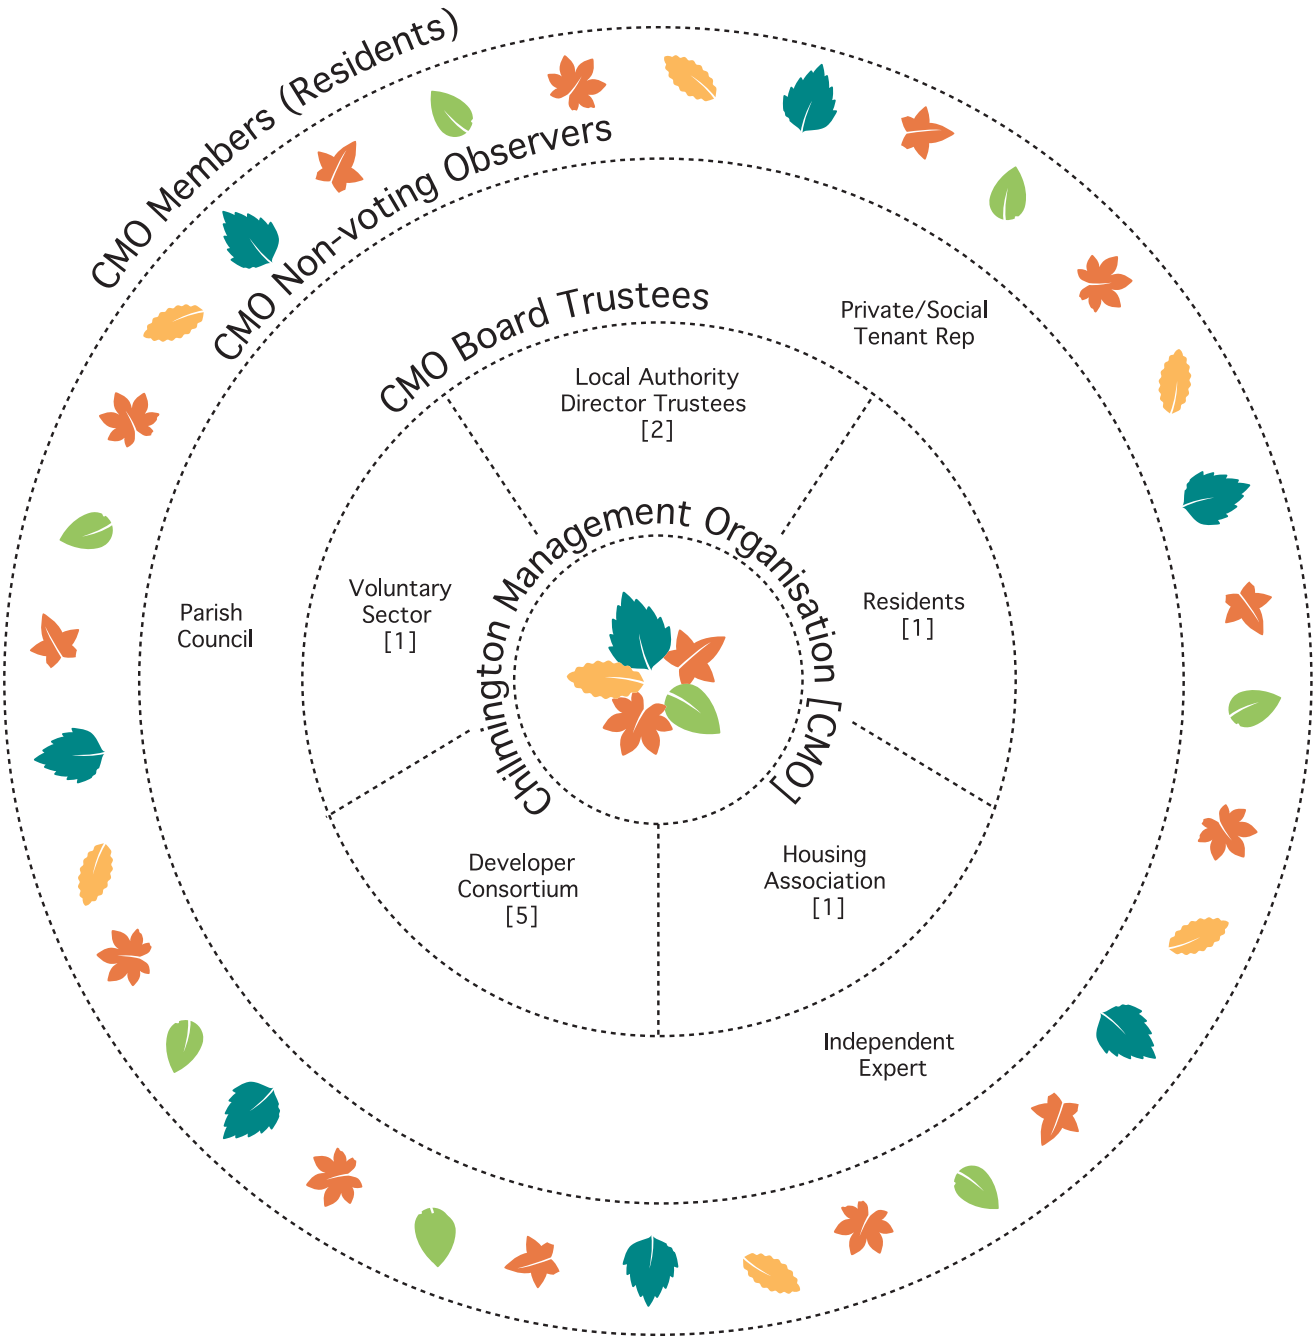 CMO Members (Residents)
CMO Non-voting Observers
CMO Board Trustees
Private/Social
Tenant Rep
Local Authority
Director Trustees
[2]
Chilmington Management Organisation [CMO]
Voluntary
Sector
[1]
Residents
[1]
Parish
Council
Developer
Consortium
[5]
Housing
Association
[1]
Independent
Expert